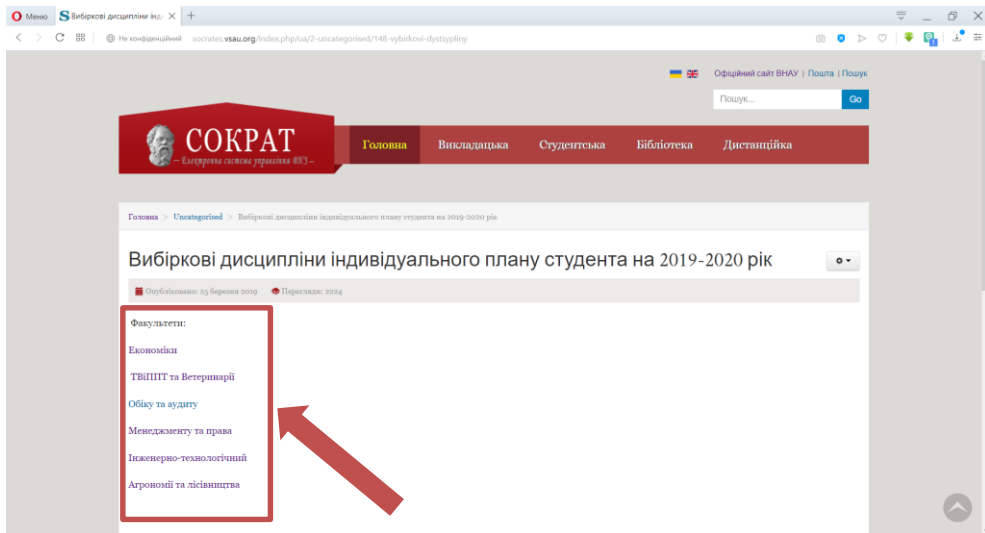 Меню
Вибіркові дисципліни інд
Не конфіденційний socrates.vsau.org/index.php/ua/2-uncategorised/148-vybirkovi-dystsypliny
Офіційний сайт ВНАУ | Пошта | Пошук
Пошук... Go
СОКРАТ
– Електронна система управління ВНЗ –
Головна Викладацька Студентська Бібліотека Дистанційка
Головна > Uncategorised > Вибіркові дисципліни індивідуального плану студента на 2019-2020 рік
Вибіркові дисципліни індивідуального плану студента на 2019-2020 рік
Опубліковано: 25 березня 2019 Перегляди: 2224
Факультети:
Економіки
ТВіППТ та Ветеринарії
Обіку та аудиту
Менеджменту та права
Інженерно-технологічний
Агрономії та лісівництва